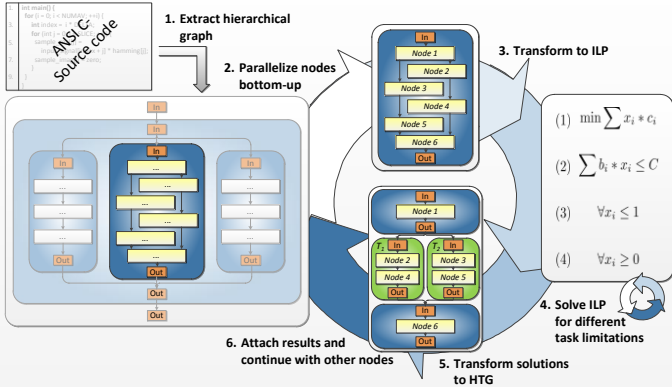 int main() {
for (i = 0; i < NUMAV; ++i) {
ANSI C-
Source code
1. Extract hierarchical
graph
2. Parallelize nodes
bottom-up
3. Transform to ILP
In
Node 1
Node 2
Node 3
Node 4
Node 5
Node 6
Out
In
In
In
...
...
...
Out
In
...
...
...
...
...
...
Out
In
...
...
...
Out
Out
Out
(1) min ∑ x_i * c_i
(2) ∑ b_i * x_i ≤ C
(3) ∀x_i ≤ 1
(4) ∀x_i ≥ 0
In
Node 1
T₁ In
Node 2
Node 4
Out
T₂ In
Node 3
Node 5
Out
In
Node 6
Out
4. Solve ILP
for different
task limitations
5. Transform solutions
to HTG
6. Attach results and
continue with other nodes